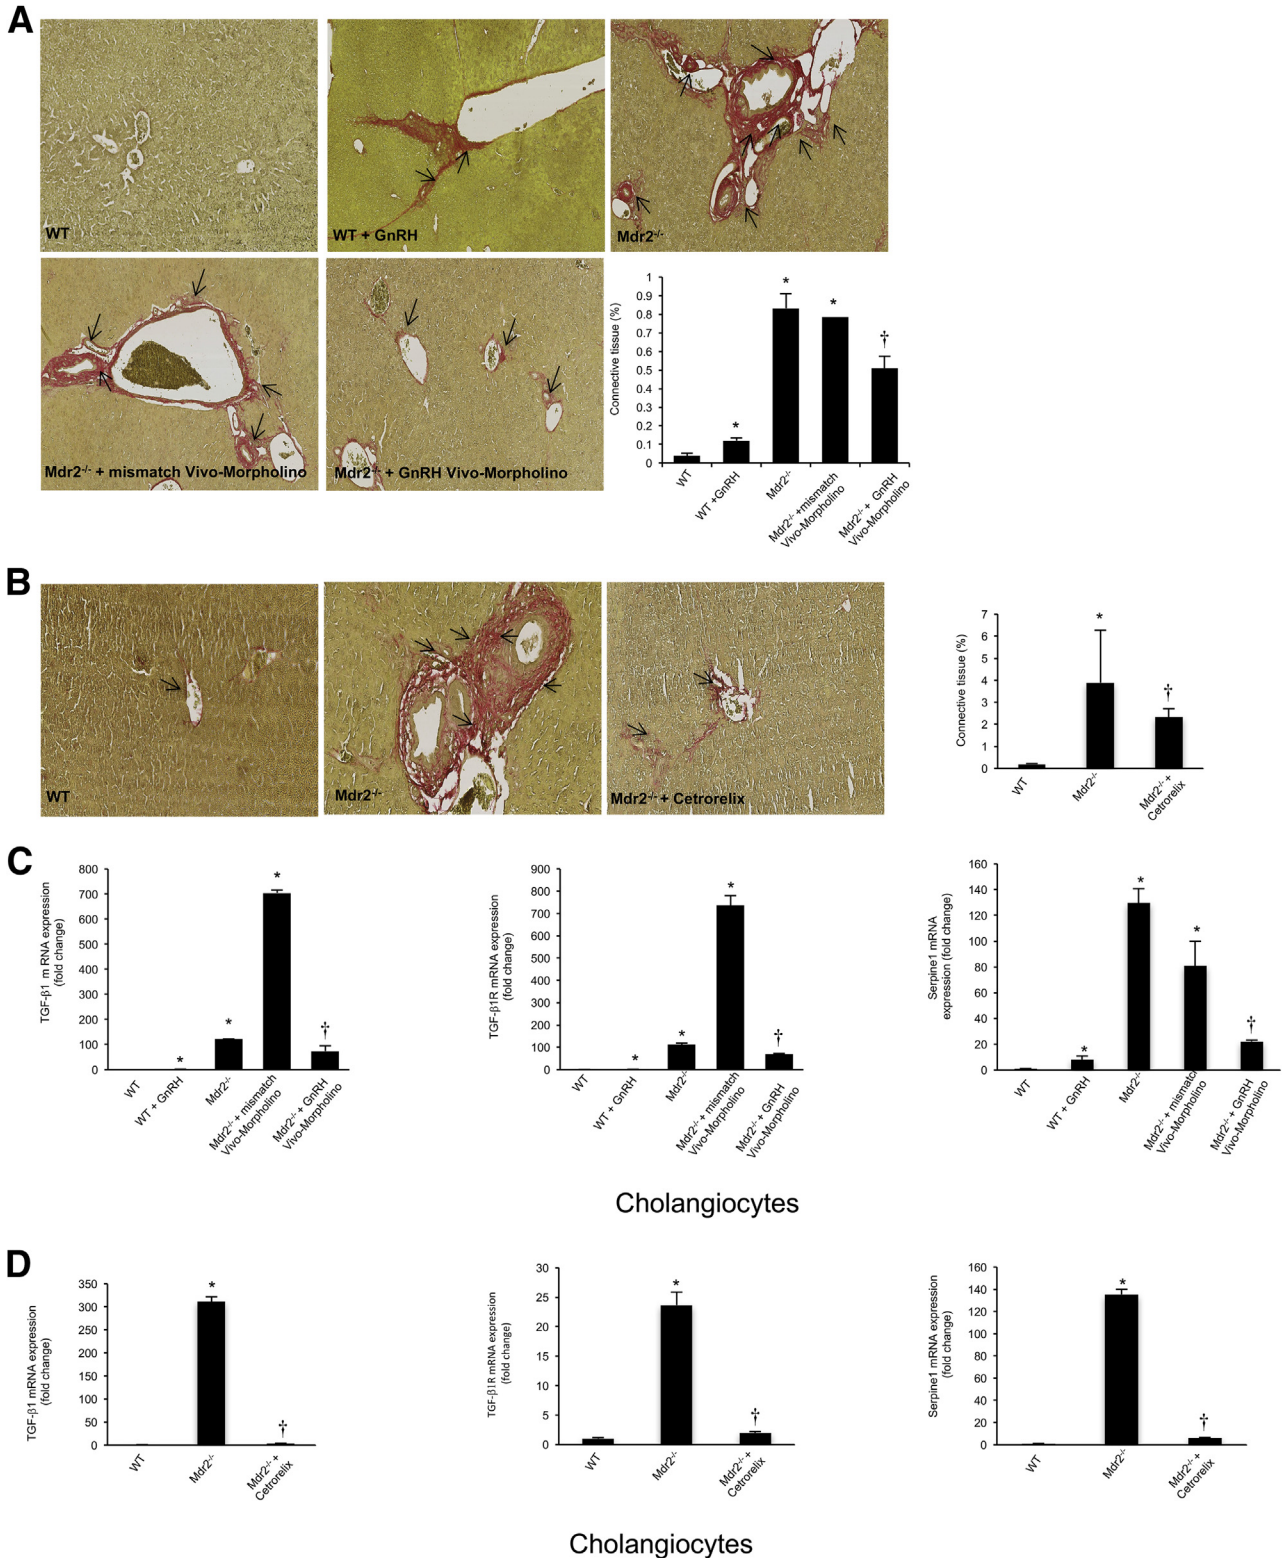 A
WT
WT + GnRH
Mdr2-/-
Mdr2-/- + mismatch Vivo-Morpholino
Mdr2-/- + GnRH Vivo-Morpholino
Connective tissue (%)
1
0.9
0.8
0.7
0.6
0.5
0.4
0.3
0.2
0.1
0
*
*
*
*
†
WT
WT +GnRH
Mdr2-/-
Mdr2-/- +mismatch
Vivo-Morpholino
Mdr2-/- + GnRH
Vivo-Morpholino
B
WT
Mdr2-/-
Mdr2-/- + Cetrorelix
Connective tissue (%)
7
6
5
4
3
2
1
0
*
†
WT
Mdr2-/-
Mdr2-/- +
Cetrorelix
C
TGF-β1 m RNA expression
(fold change)
800
700
600
500
400
300
200
100
0
*
*
*
†
WT
WT + GnRH
Mdr2-/-
Mdr2-/- + mismatch
Vivo-Morpholino
Mdr2-/- + GnRH
Vivo-Morpholino
TGF-β1R mRNA expression
(fold change)
900
800
700
600
500
400
300
200
100
0
*
*
*
†
WT
WT + GnRH
Mdr2-/-
Mdr2-/- + mismatch
Vivo-Morpholino
Mdr2-/- + GnRH
Vivo-Morpholino
Serpine1 mRNA
expression (fold change)
160
140
120
100
80
60
40
20
0
*
*
*
†
WT
WT + GnRH
Mdr2-/-
Mdr2-/- + mismatch
Vivo-Morpholino
Mdr2-/- + GnRH
Vivo-Morpholino
Cholangiocytes
D
TGF-β1 mRNA expression
(fold change)
350
300
250
200
150
100
50
0
*
†
WT
Mdr2-/-
Mdr2-/- +
Cetrorelix
TGF-β1R mRNA expression
(fold change)
30
25
20
15
10
5
0
*
†
WT
Mdr2-/-
Mdr2-/- +
Cetrorelix
Serpine1 mRNA expression
(fold change)
160
140
120
100
80
60
40
20
0
*
†
WT
Mdr2-/-
Mdr2-/- +
Cetrorelix
Cholangiocytes